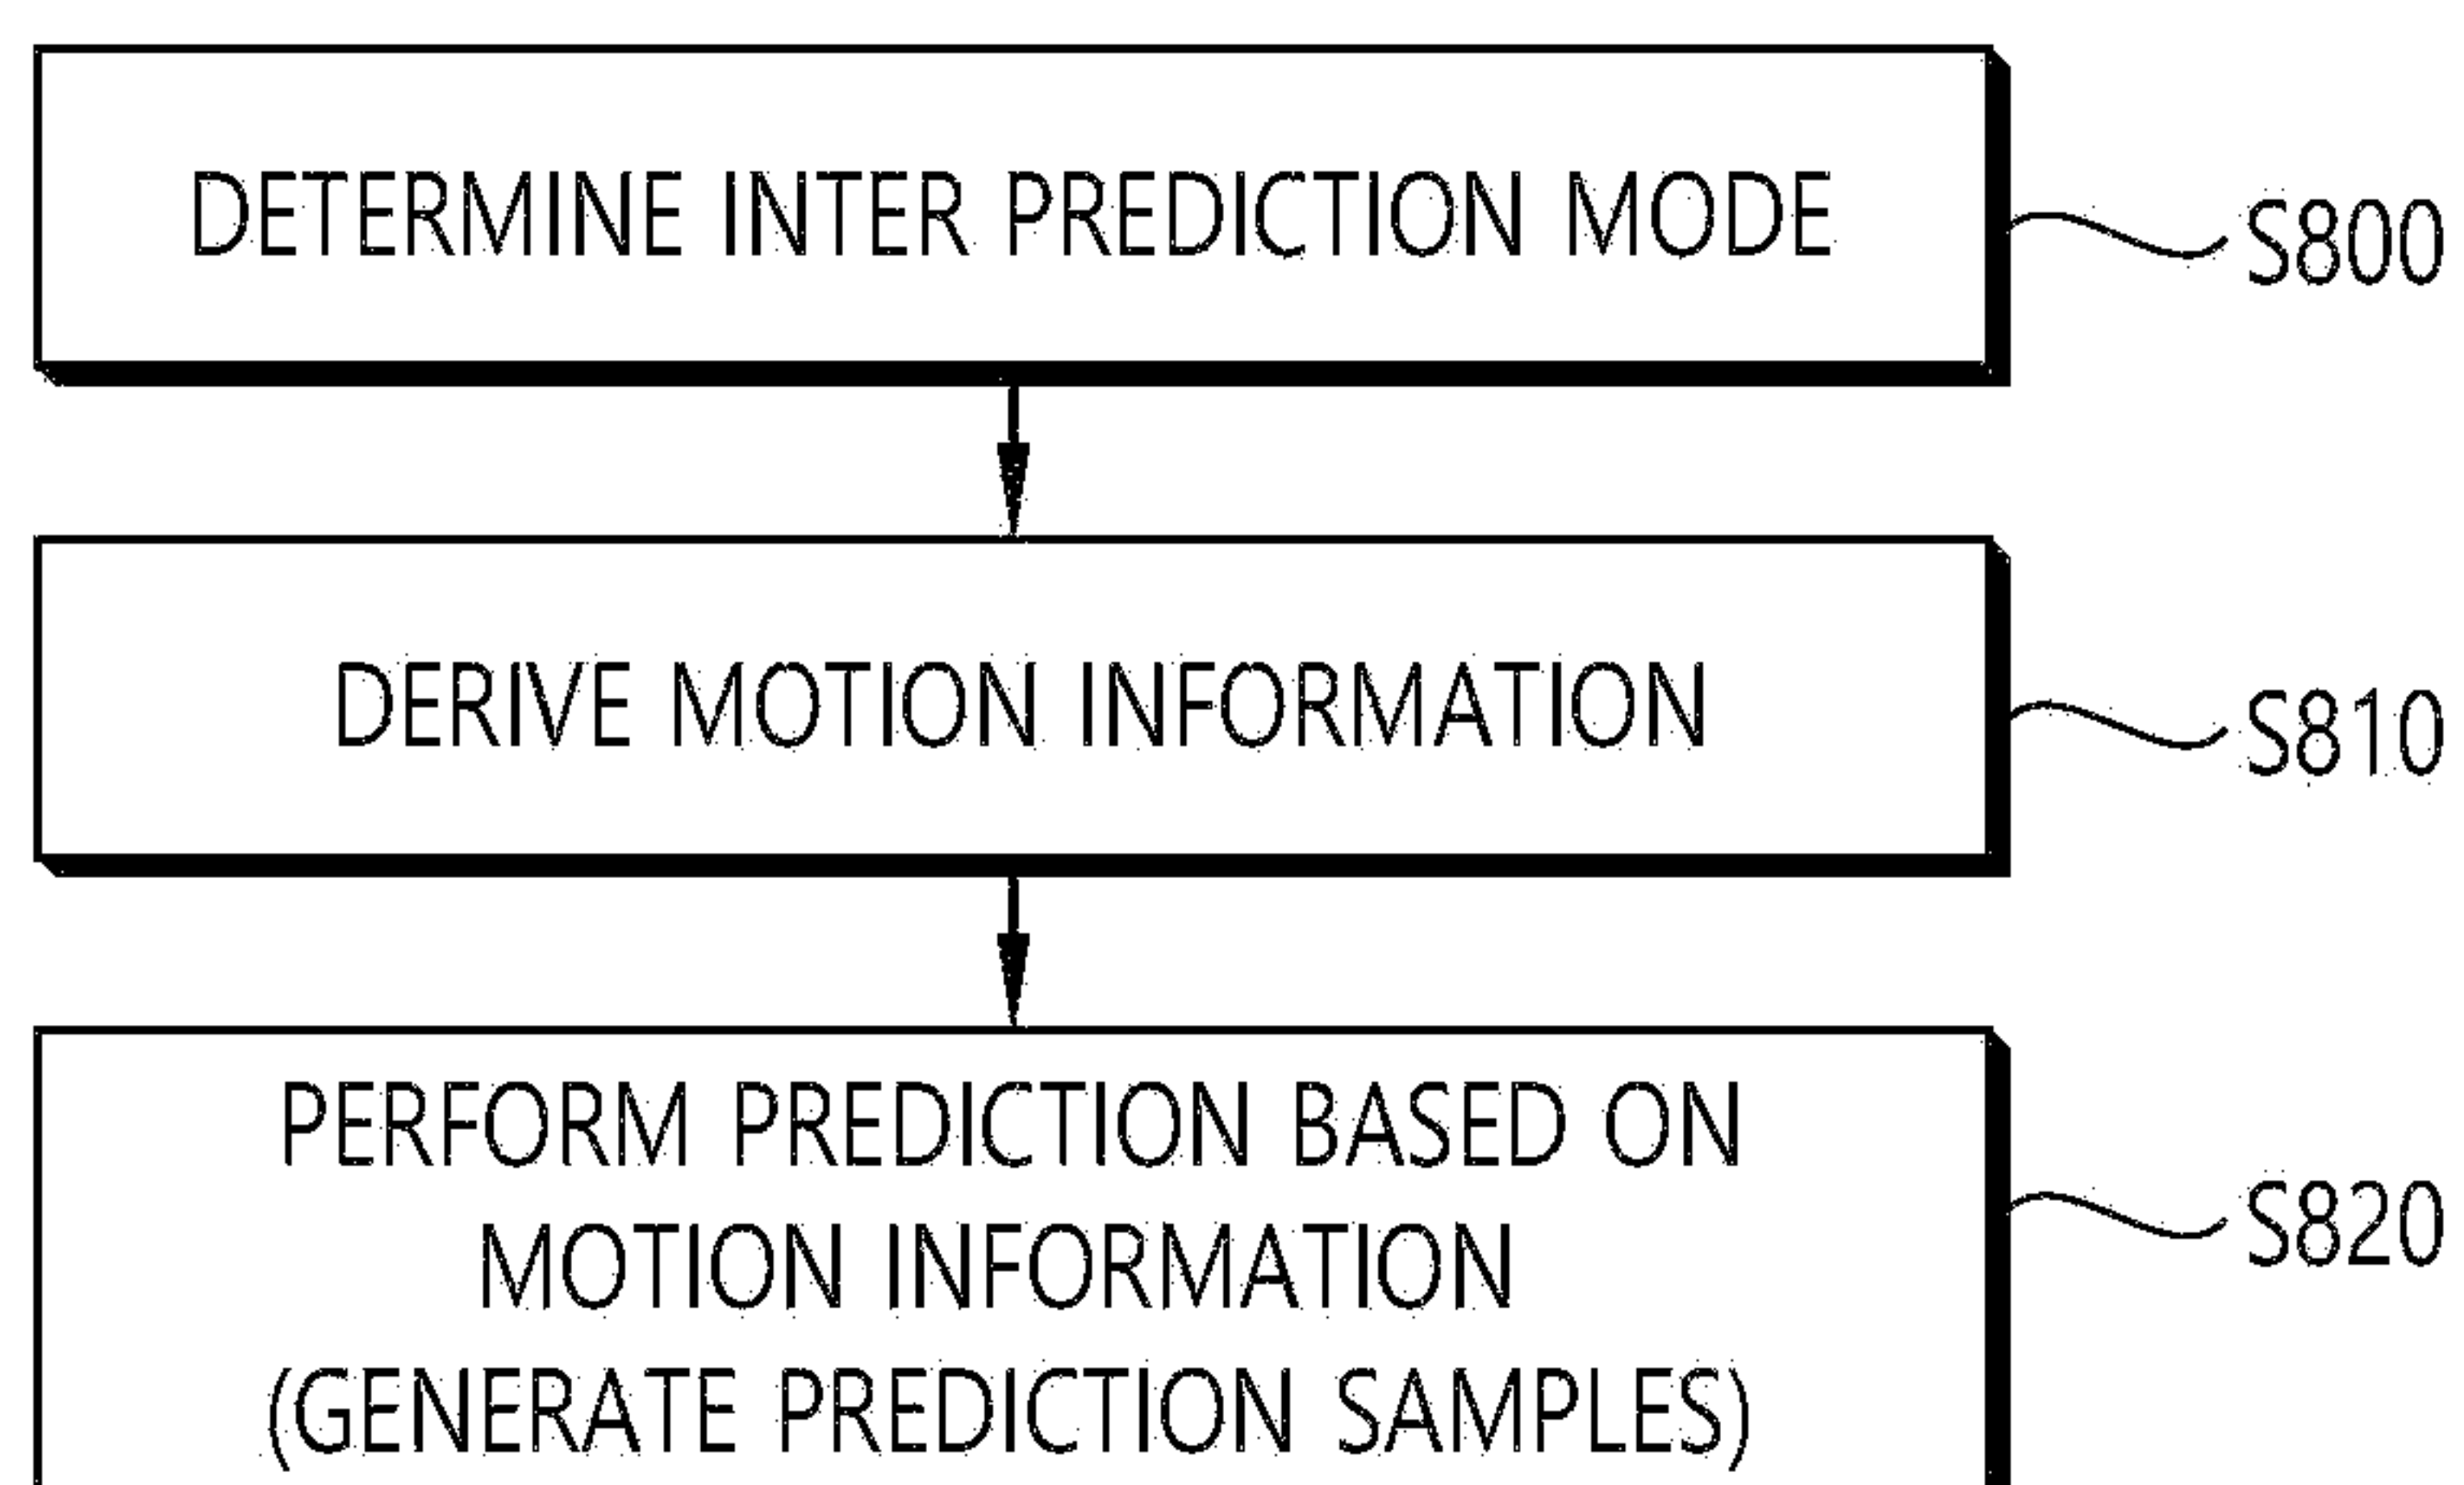 DETERMINE INTER PREDICTION MODE
S800
DERIVE MOTION INFORMATION
S810
PERFORM PREDICTION BASED ON
MOTION INFORMATION
(GENERATE PREDICTION SAMPLES)
S820